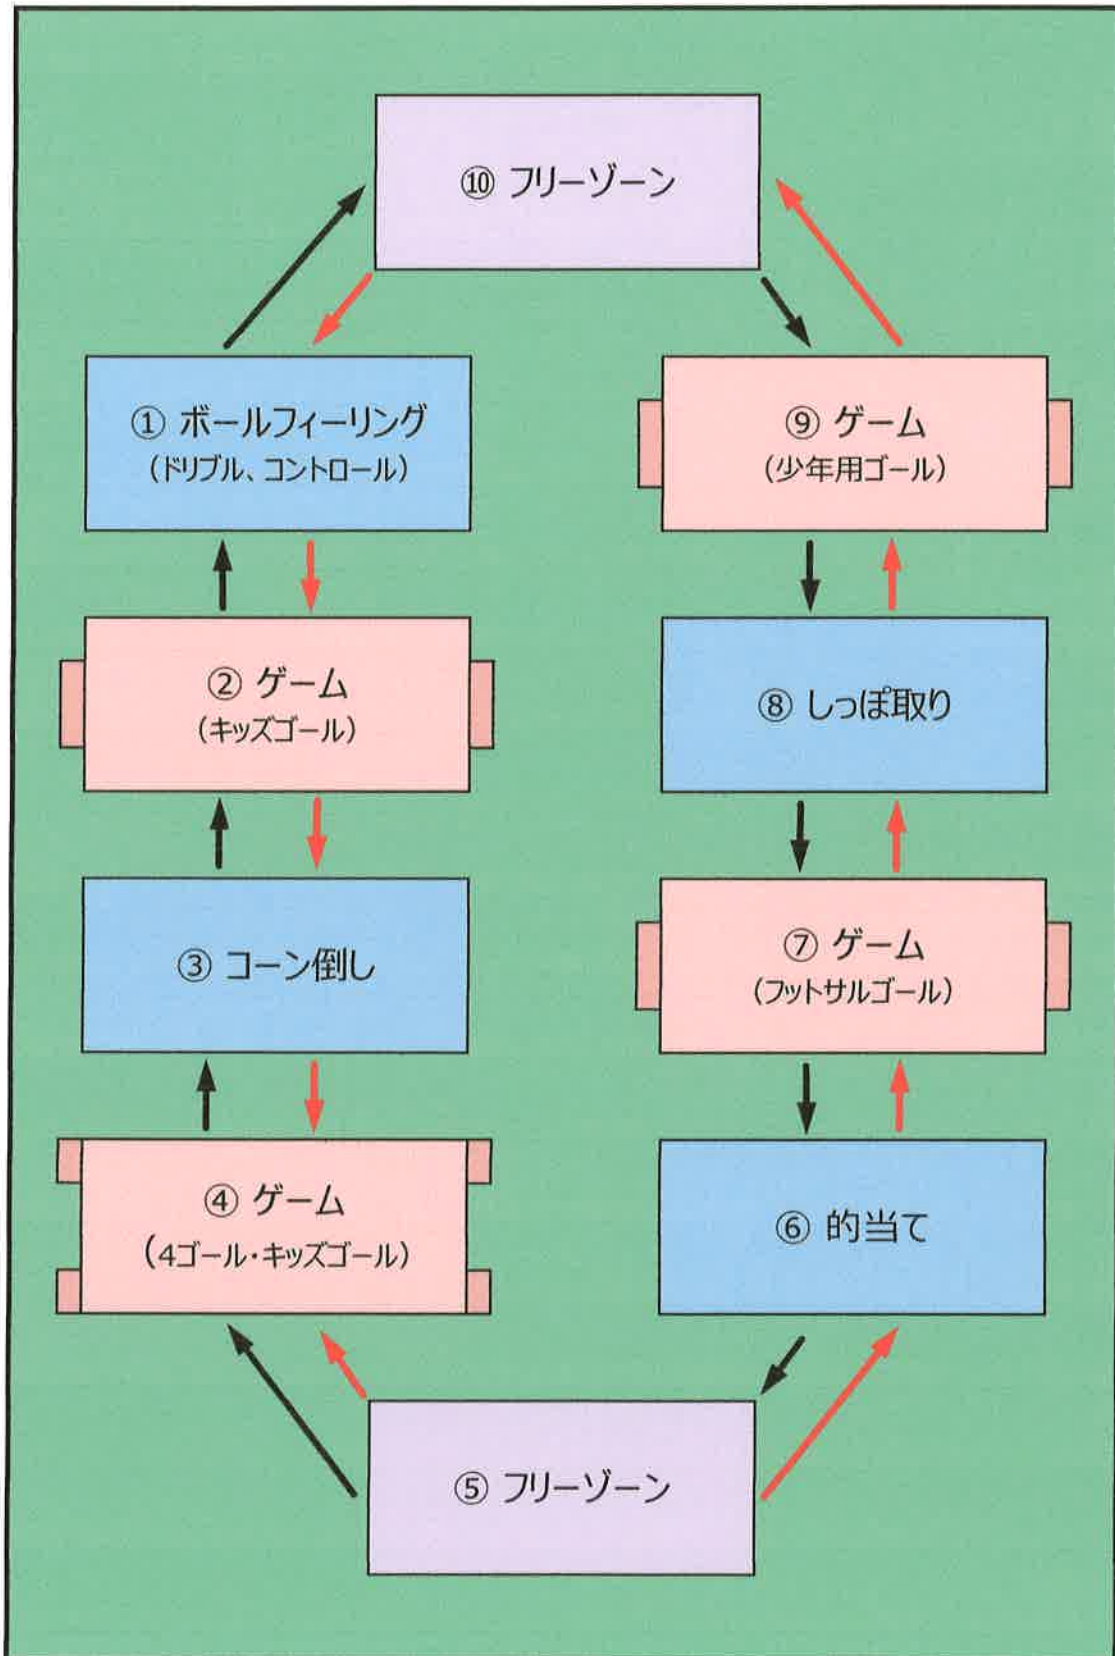 ⑩ フリーゾーン
① ボールフィーリング
（ドリブル、コントロール）
② ゲーム
（キッズゴール）
③ コーン倒し
④ ゲーム
（4ゴール・キッズゴール）
⑤ フリーゾーン
⑨ ゲーム
（少年用ゴール）
⑧ しっぽ取り
⑦ ゲーム
（フットサルゴール）
⑥ 的当て